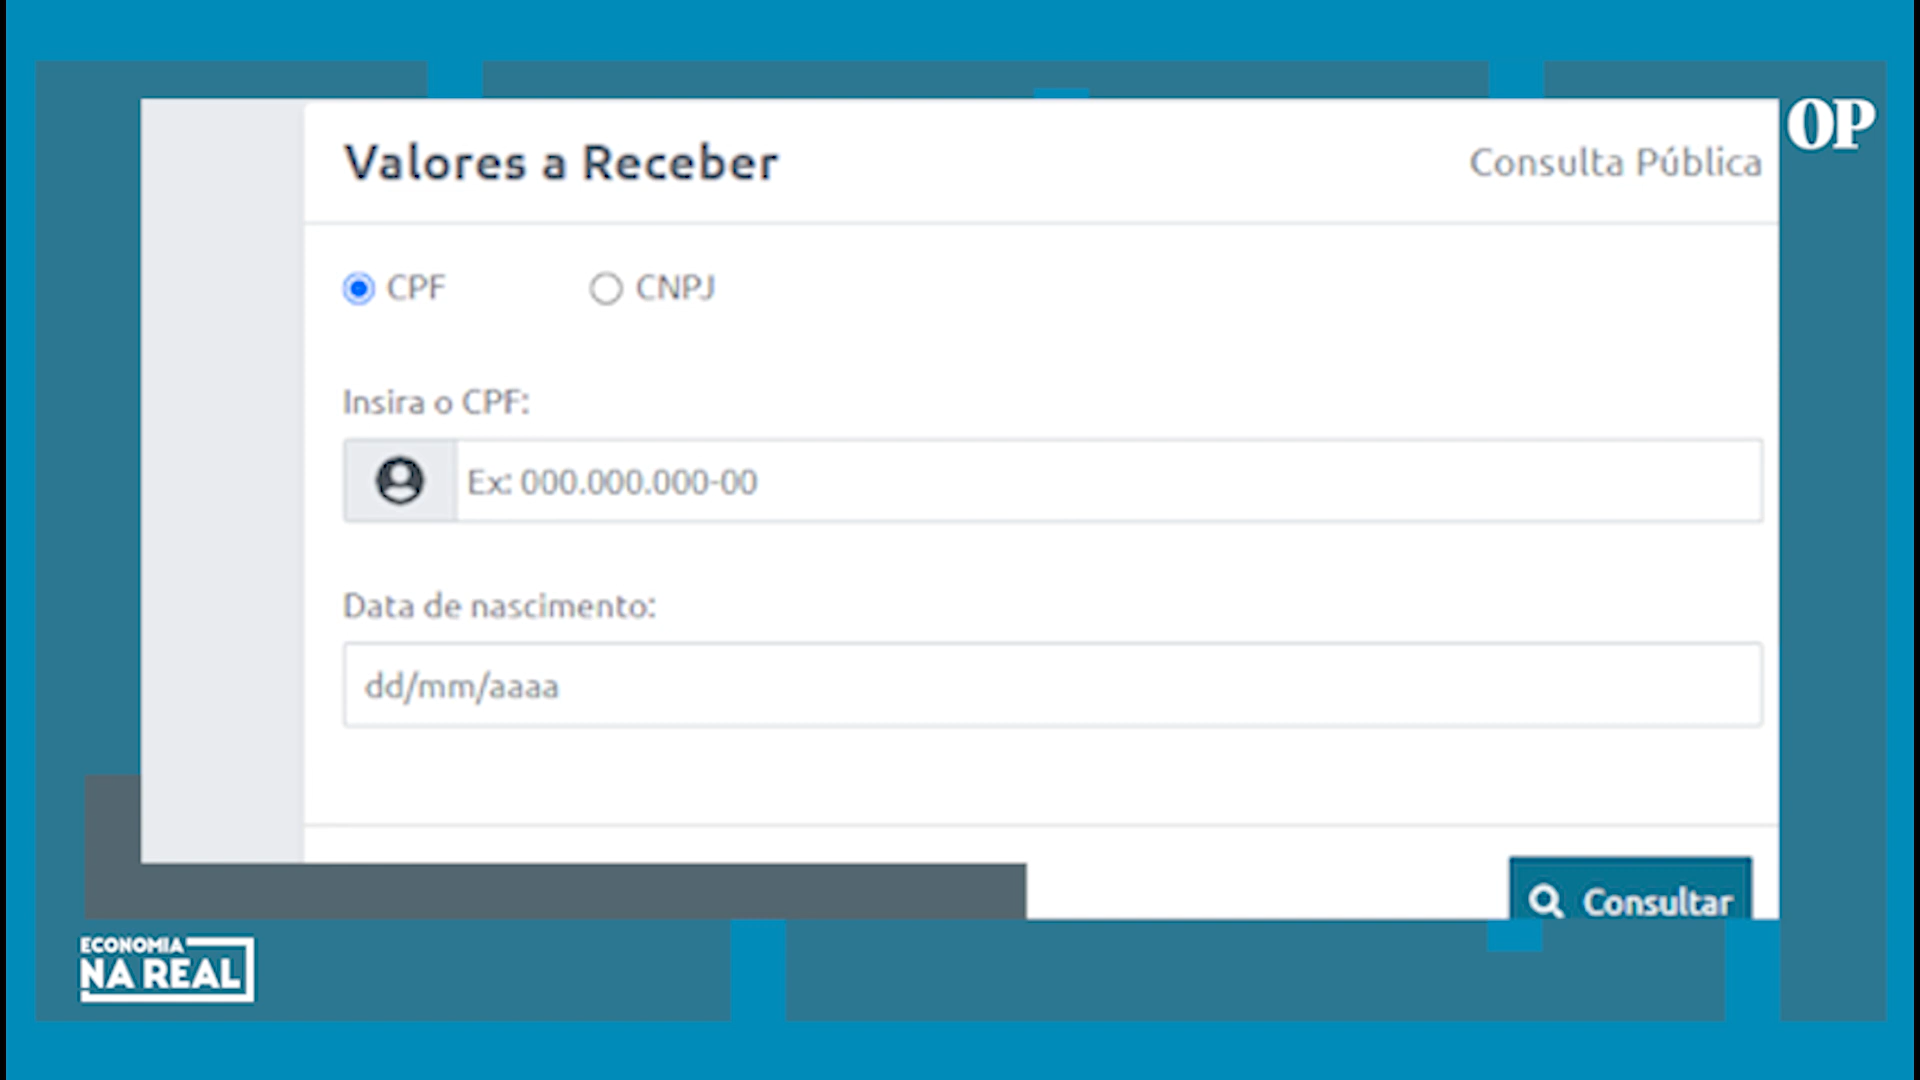 OP
Valores a Receber
Consulta Pública
CPF
CNPJ
Insira o CPF:
Ex: 000.000.000-00
Data de nascimento:
dd/mm/aaaa
Consultar
ECONOMIA
NA REAL